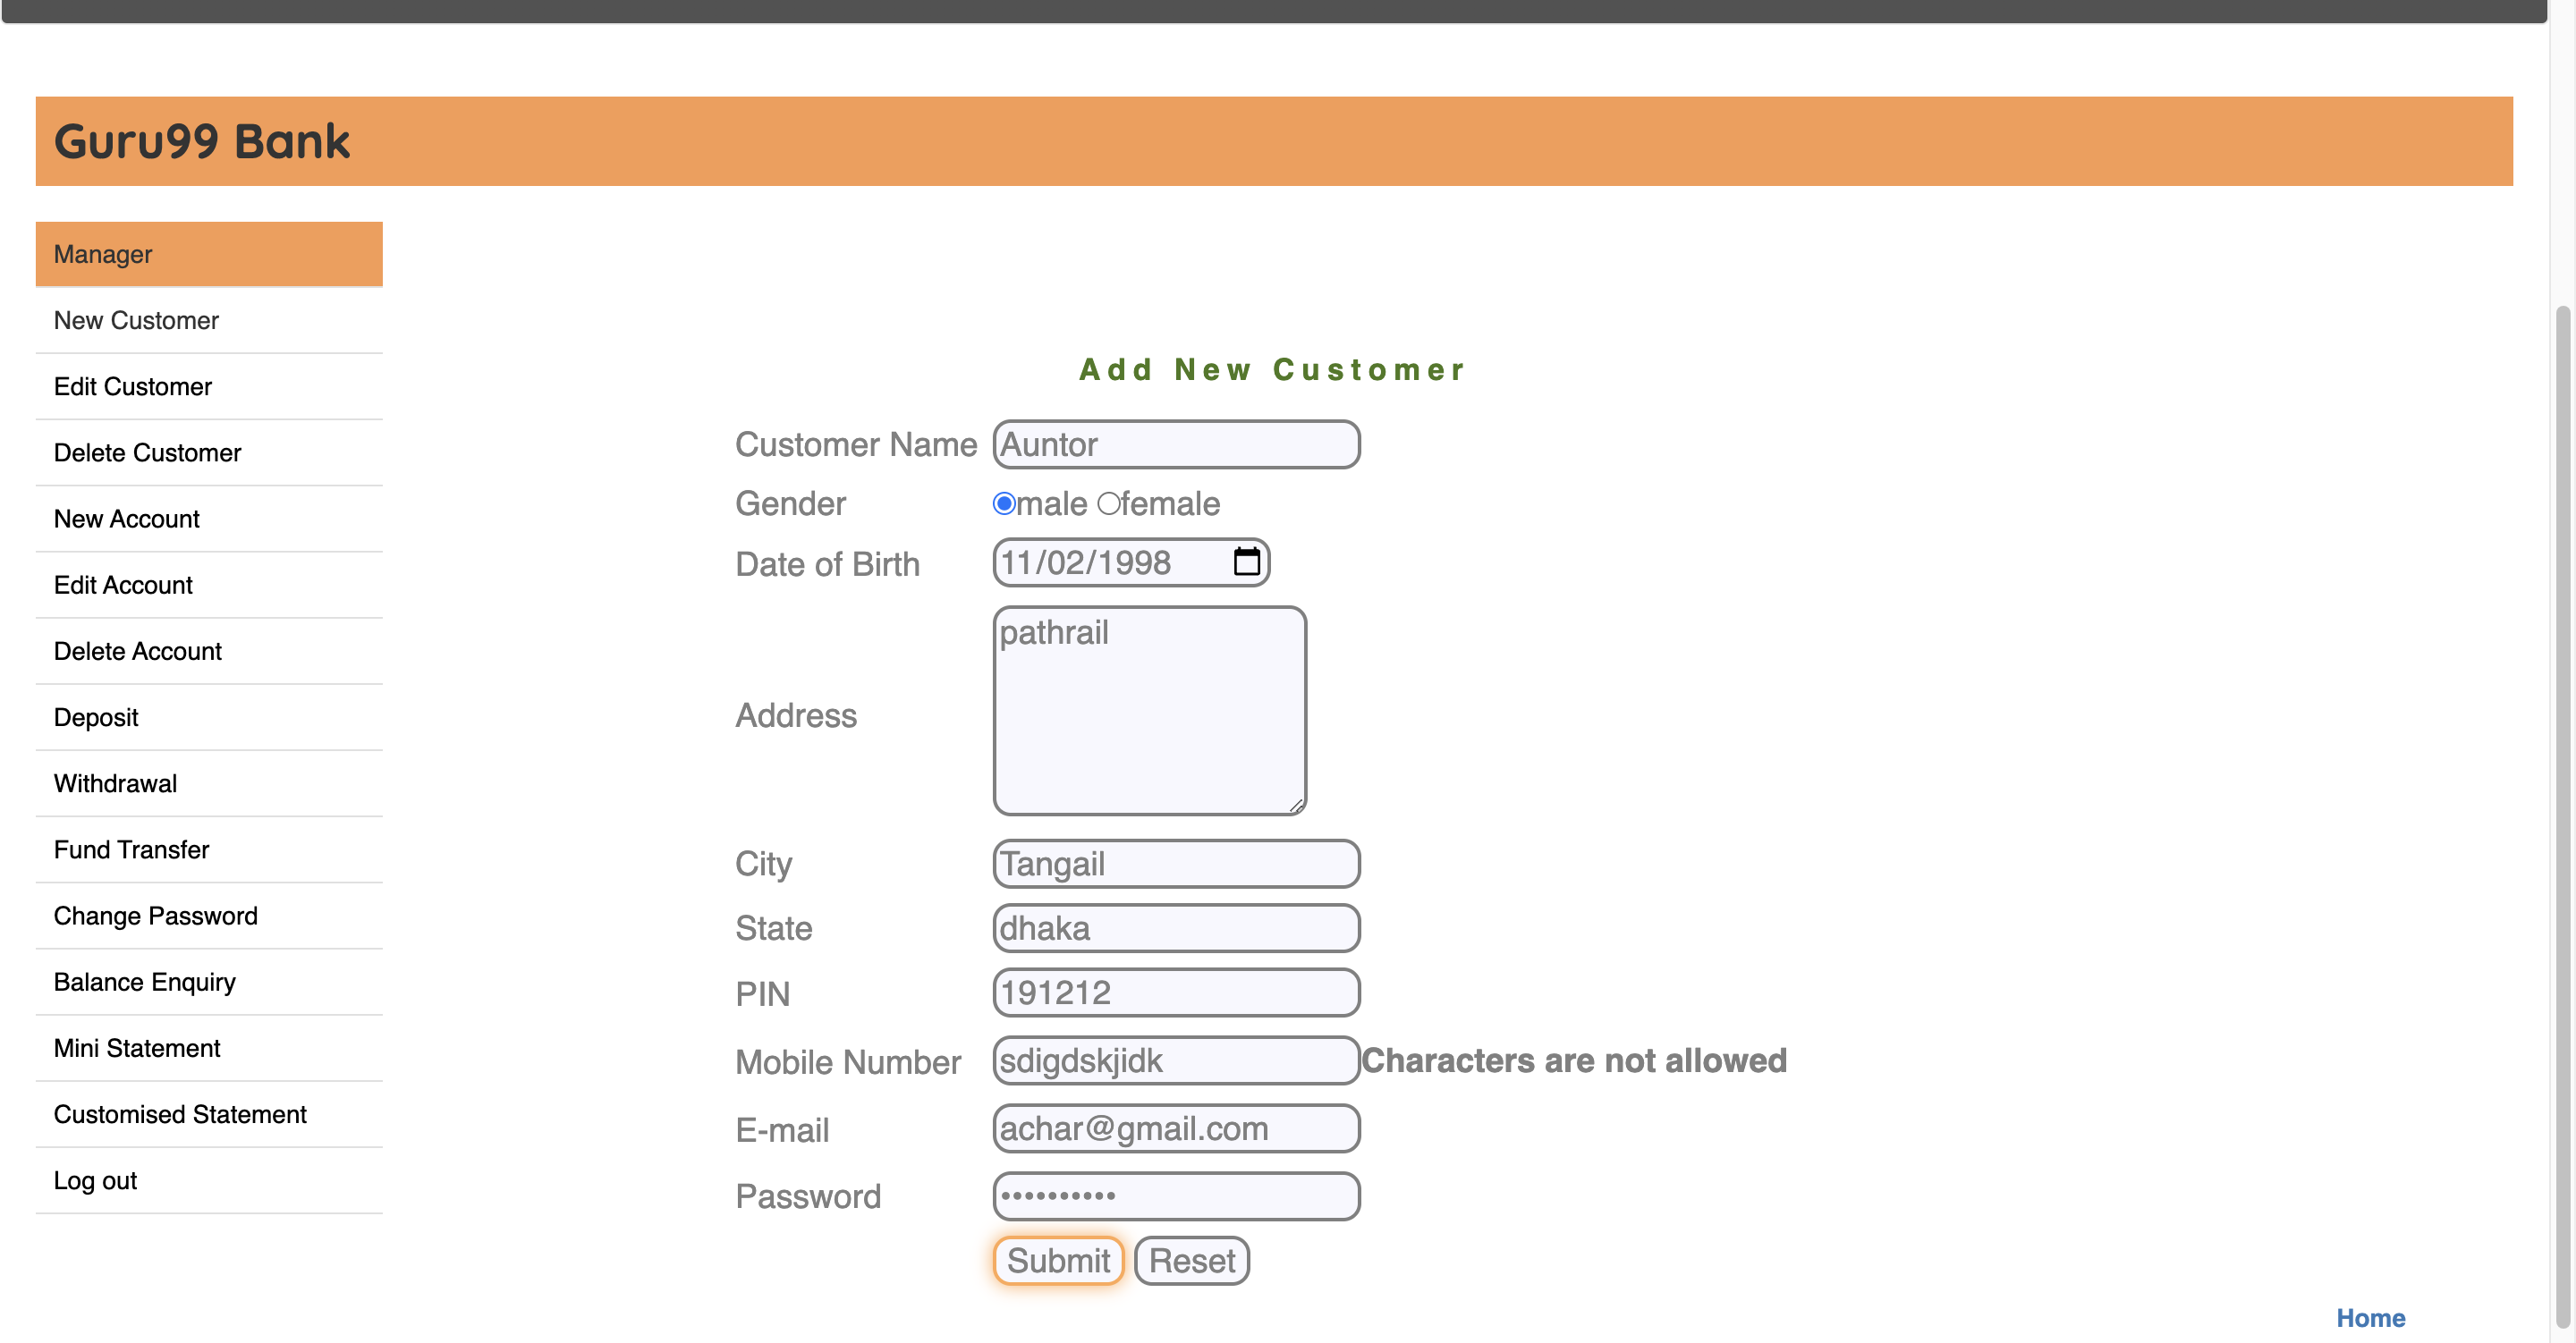 Guru99 Bank
Manager
New Customer
Edit Customer
Delete Customer
New Account
Edit Account
Delete Account
Deposit
Withdrawal
Fund Transfer
Change Password
Balance Enquiry
Mini Statement
Customised Statement
Log out
Add New Customer
Customer Name Auntor
Gender male female
Date of Birth 11/02/1998
Address pathrail
City Tangail
State dhaka
PIN 191212
Mobile Number sdigdskjidk Characters are not allowed
E-mail achar@gmail.com
Password ••••••••••
Submit Reset
Home